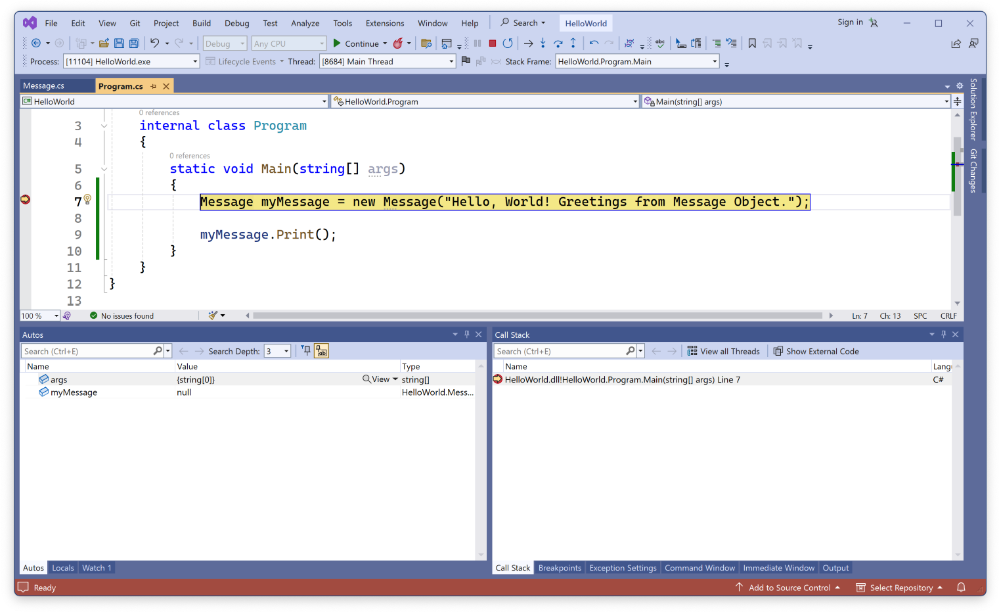 File Edit View Git Project Build Debug Test Analyze Tools Extensions Window Help Search HelloWorld Sign in
Debug Any CPU Continue
Process: [11104] HelloWorld.exe Lifecycle Events Thread: [8684] Main Thread Stack Frame: HelloWorld.Program.Main
Message.cs Program.cs
HelloWorld HelloWorld.Program Main(string[] args)
0 references
3 internal class Program
4 {
0 references
5 static void Main(string[] args)
6 {
7 Message myMessage = new Message("Hello, World! Greetings from Message Object.");
8
9 myMessage.Print();
10 }
11 }
12 }
13
100 % No issues found Ln: 7 Ch: 13 SPC CRLF
Solution Explorer
Git Changes
Autos
Search (Ctrl+E) Search Depth: 3
Name Value Type
args {string[0]} View string[]
myMessage null HelloWorld.Mess...
Autos Locals Watch 1
Call Stack
Search (Ctrl+E) View all Threads Show External Code
Name Lang
HelloWorld.dll!HelloWorld.Program.Main(string[] args) Line 7 C#
Call Stack Breakpoints Exception Settings Command Window Immediate Window Output
Ready Add to Source Control Select Repository